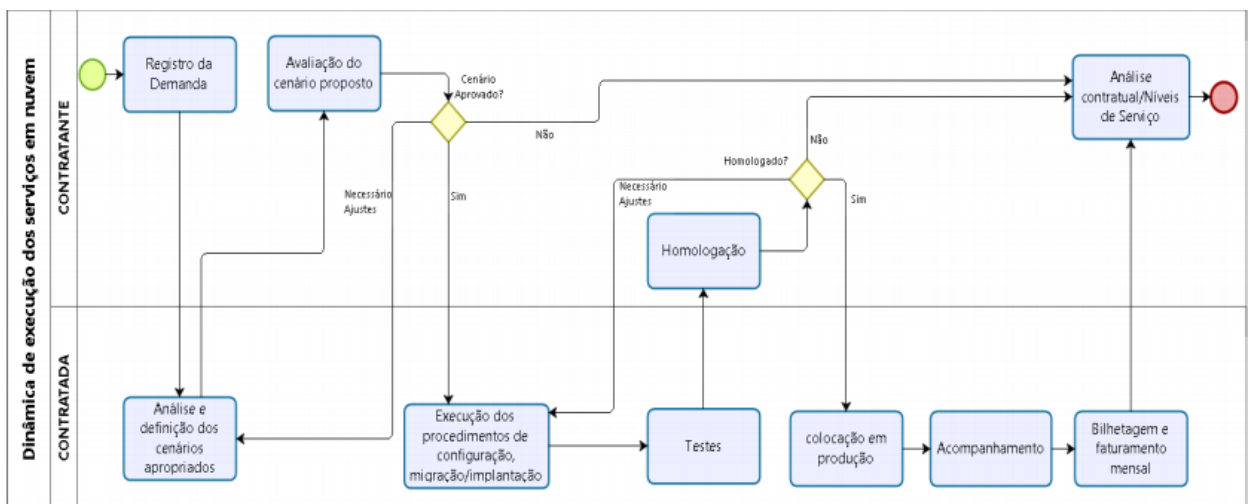 Dinâmica de execução dos serviços em nuvem
CONTRATANTE
Registro da
Demanda
Avaliação do
cenário proposto
Cenário
Aprovado?
Não
Necessário
Ajustes
Sim
Homologação
Homologado?
Necessário
Ajustes
Não
Sim
Análise
contratual/Níveis
de Serviço
CONTRATADA
Análise e
definição dos
cenários
apropriados
Execução dos
procedimentos de
configuração,
migração/implantação
Testes
colocação em
produção
Acompanhamento
Bilhetagem e
faturamento
mensal